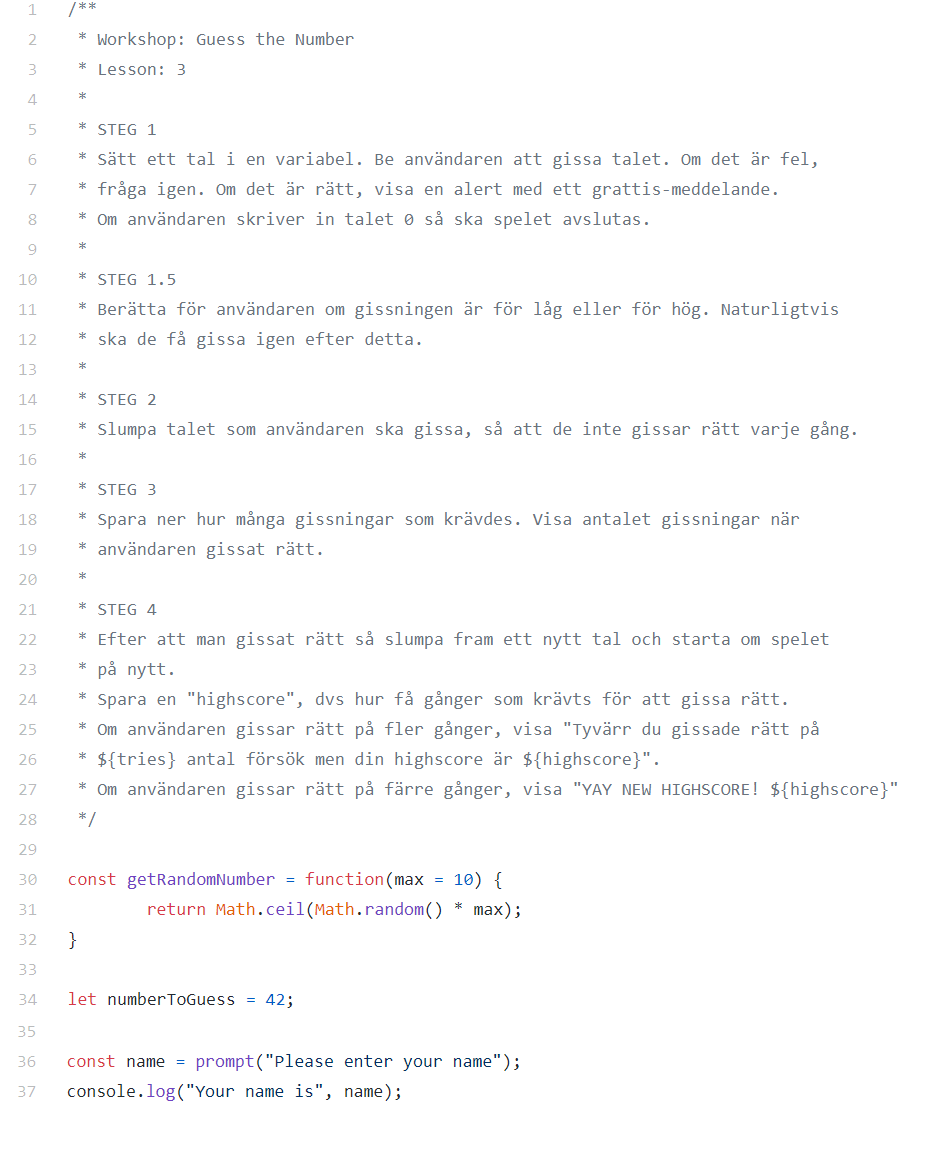 1 /**
2  * Workshop: Guess the Number
3  * Lesson: 3
4  *
5  * STEG 1
6  * Sätt ett tal i en variabel. Be användaren att gissa talet. Om det är fel,
7  * fråga igen. Om det är rätt, visa en alert med ett grattis-meddelande.
8  * Om användaren skriver in talet 0 så ska spelet avslutas.
9  *
10  * STEG 1.5
11  * Berätta för användaren om gissningen är för låg eller för hög. Naturligtvis
12  * ska de få gissa igen efter detta.
13  *
14  * STEG 2
15  * Slumpa talet som användaren ska gissa, så att de inte gissar rätt varje gång.
16  *
17  * STEG 3
18  * Spara ner hur många gissningar som krävdes. Visa antalet gissningar när
19  * användaren gissat rätt.
20  *
21  * STEG 4
22  * Efter att man gissat rätt så slumpa fram ett nytt tal och starta om spelet
23  * på nytt.
24  * Spara en "highscore", dvs hur få gånger som krävts för att gissa rätt.
25  * Om användaren gissar rätt på fler gånger, visa "Tyvärr du gissade rätt på
26  * ${tries} antal försök men din highscore är ${highscore}".
27  * Om användaren gissar rätt på färre gånger, visa "YAY NEW HIGHSCORE! ${highscore}"
28  */
29
30 const getRandomNumber = function(max = 10) {
31         return Math.ceil(Math.random() * max);
32 }
33
34 let numberToGuess = 42;
35
36 const name = prompt("Please enter your name");
37 console.log("Your name is", name);